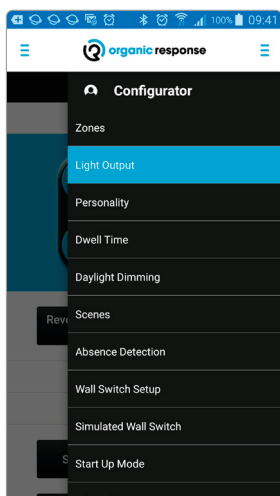 100% 09:41
organic response
Configurator
Zones
Light Output
Personality
Dwell Time
Daylight Dimming
Scenes
Reve
Absence Detection
Wall Switch Setup
Simulated Wall Switch
S
Start Up Mode